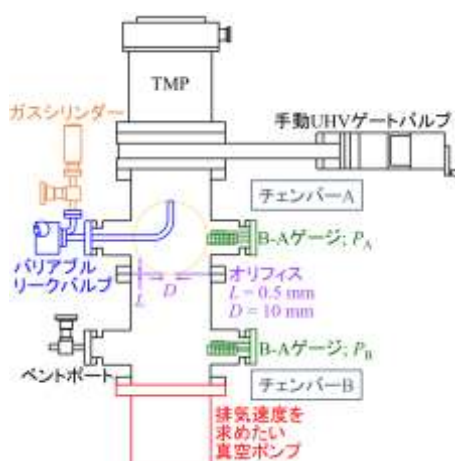 TMP
ガスシリンダー
手動UHVゲートバルブ
チェンバーA
B-Aゲージ; PA
バリアブル
リークバルブ
オリフィス
L = 0.5 mm
D = 10 mm
L
D
B-Aゲージ; PB
ベントポート
チェンバーB
排気速度を
求めたい
真空ポンプ